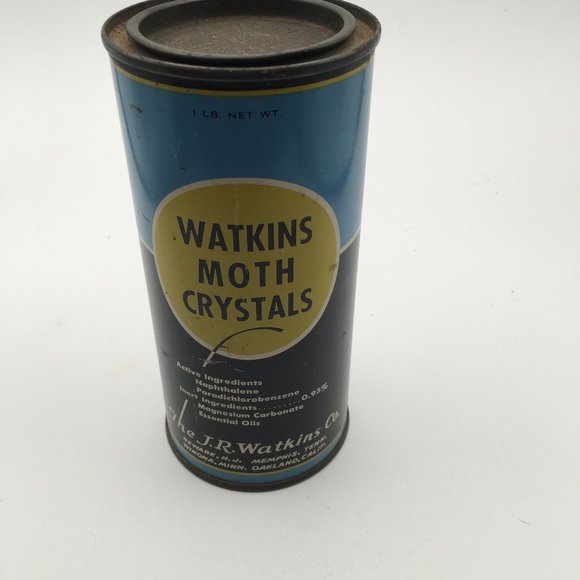 1 LB. NET WT.
WATKINS
MOTH
CRYSTALS
Active Ingredients
Naphthalene
Paradichlorobenzene
Inert Ingredients.........0.95%
Magnesium Carbonate
Essential Oils
The J.R. Watkins Co.
NEWARK, N. J. MEMPHIS, TENN.
WINONA, MINN. OAKLAND, CALIF.